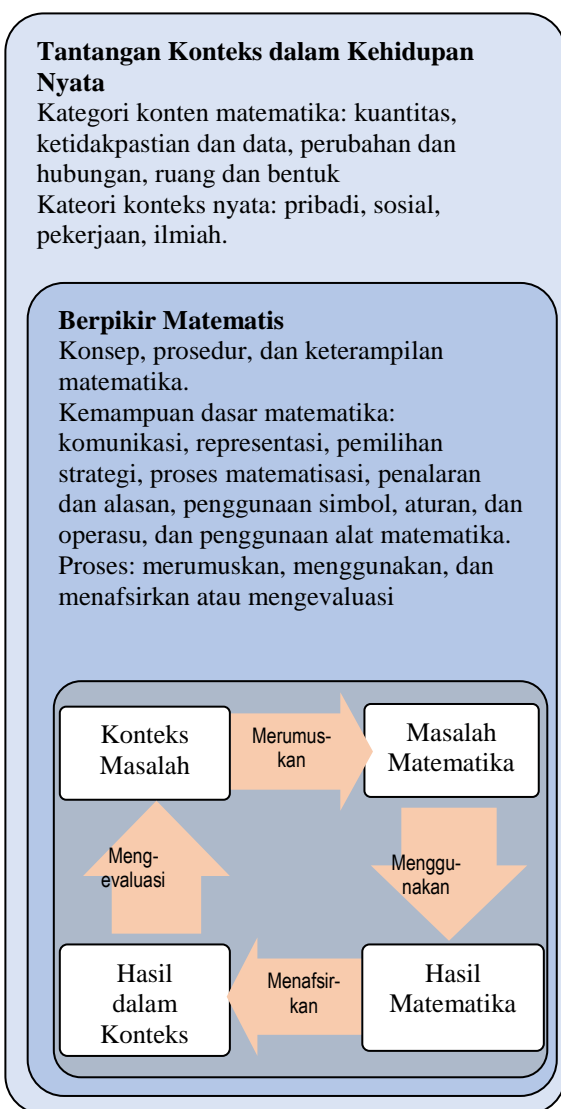 Tantangan Konteks dalam Kehidupan
Nyata
Kategori konten matematika: kuantitas,
ketidakpastian dan data, perubahan dan
hubungan, ruang dan bentuk
Kateori konteks nyata: pribadi, sosial,
pekerjaan, ilmiah.
Berpikir Matematis
Konsep, prosedur, dan keterampilan
matematika.
Kemampuan dasar matematika:
komunikasi, representasi, pemilihan
strategi, proses matematisasi, penalaran
dan alasan, penggunaan simbol, aturan, dan
operasu, dan penggunaan alat matematika.
Proses: merumuskan, menggunakan, dan
menafsirkan atau mengevaluasi
Konteks
Masalah
Merumus-
kan
Masalah
Matematika
Menggu-
nakan
Hasil
Matematika
Menafsir-
kan
Hasil
dalam
Konteks
Meng-
evaluasi